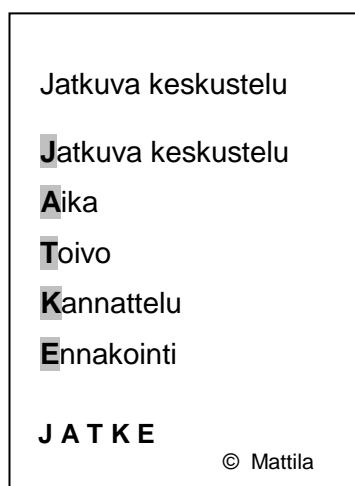 Jatkuva keskustelu
Jatkuva keskustelu
Aika
Toivo
Kannattelu
Ennakointi
J A T K E
© Mattila